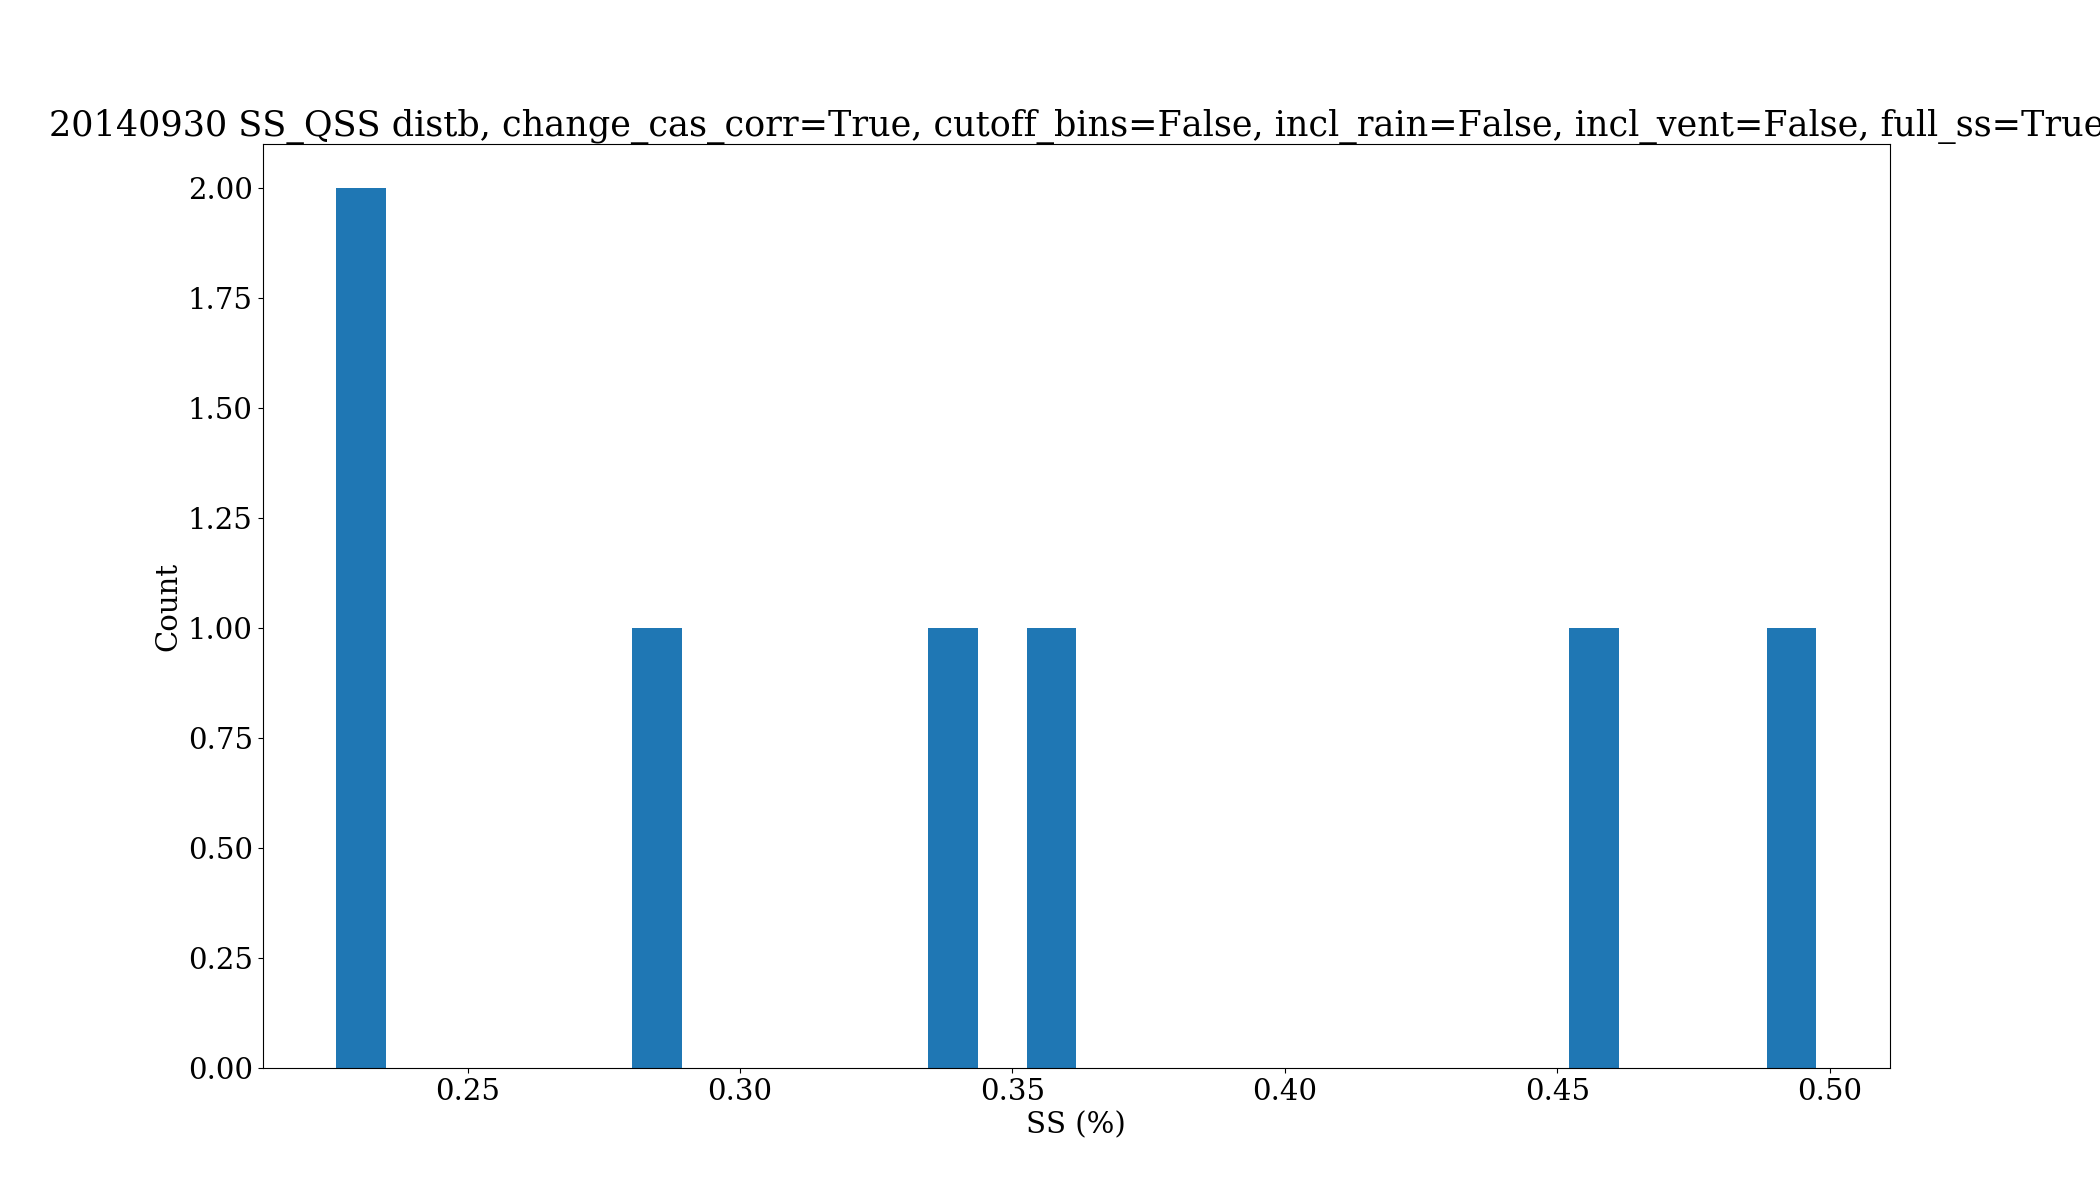 20140930 SS_QSS distb, change_cas_corr=True, cutoff_bins=False, incl_rain=False, incl_vent=False, full_ss=True
2.00
1.75
1.50
1.25
1.00
0.75
0.50
0.25
0.00
Count
0.25 0.30 0.35 0.40 0.45 0.50
SS (%)